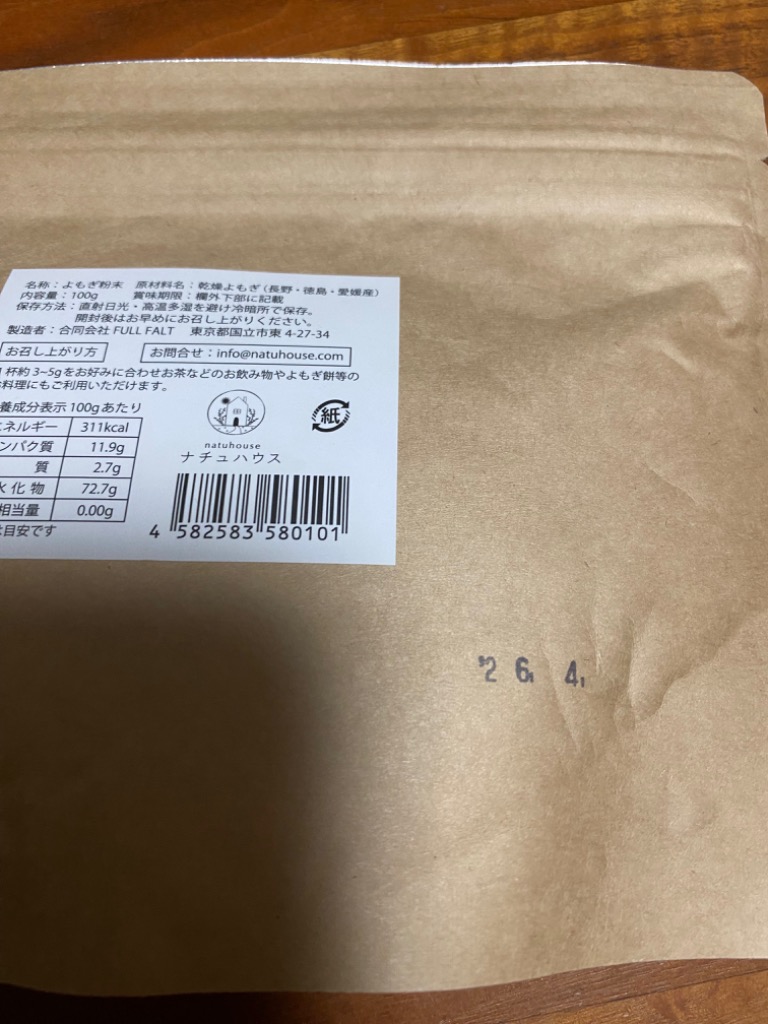 名称：よもぎ粉末　原材料名：乾燥よもぎ（長野・徳島・愛媛産）
内容量：100g　賞味期限：欄外下部に記載
保存方法：直射日光・高温多湿を避け冷暗所で保存。
開封後はお早めにお召し上がりください。
製造者：合同会社 FULL FALT　東京都国立市東 4-27-34
お召し上がり方　お問合せ：info@natuhouse.com
杯約 3~5gをお好みに合わせお茶などのお飲み物やよもぎ餅等の
料理にもご利用いただけます。
養成分表示 100gあたり
ネルギー 311kcal
ンパク質 11.9g
質 2.7g
化物 72.7g
相当量 0.00g
は目安です
紙
natuhouse
ナチュハウス
4 582583 580101
'26. 4.